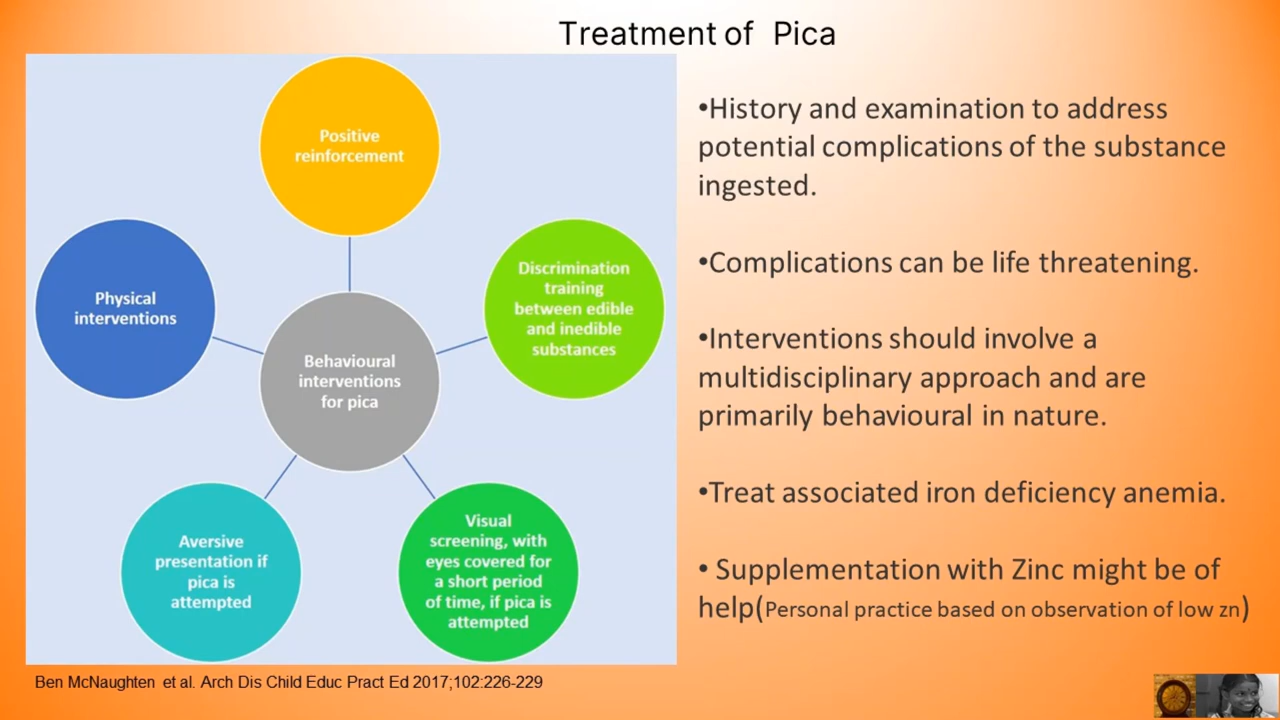 Treatment of Pica
Positive
reinforcement
Physical
interventions
Discrimination
training
between edible
and inedible
substances
Behavioural
interventions
for pica
Aversive
presentation if
pica is
attempted
Visual
screening, with
eyes covered for
a short period
of time, if pica is
attempted
•History and examination to address
potential complications of the substance
ingested.
•Complications can be life threatening.
•Interventions should involve a
multidisciplinary approach and are
primarily behavioural in nature.
•Treat associated iron deficiency anemia.
• Supplementation with Zinc might be of
help(Personal practice based on observation of low zn)
Ben McNaughten et al. Arch Dis Child Educ Pract Ed 2017;102:226-229